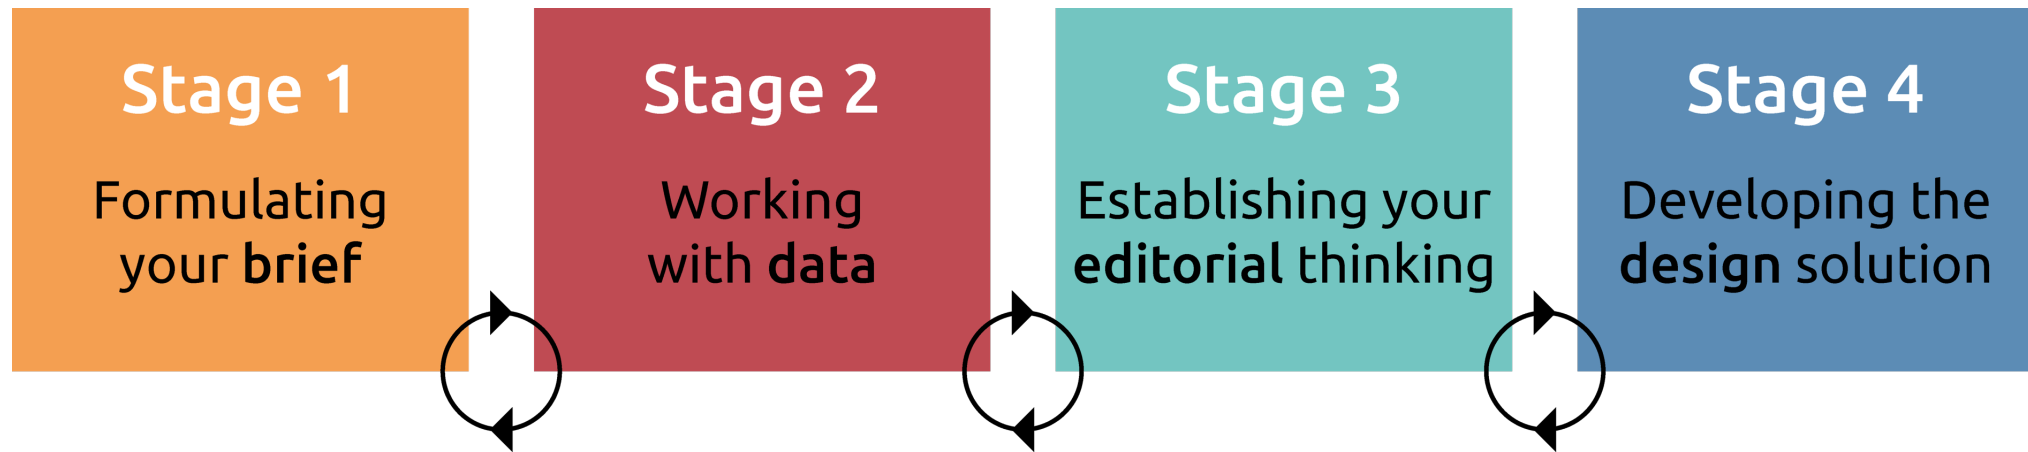 Stage 1
Formulating
your brief
Stage 2
Working
with data
Stage 3
Establishing your
editorial thinking
Stage 4
Developing the
design solution